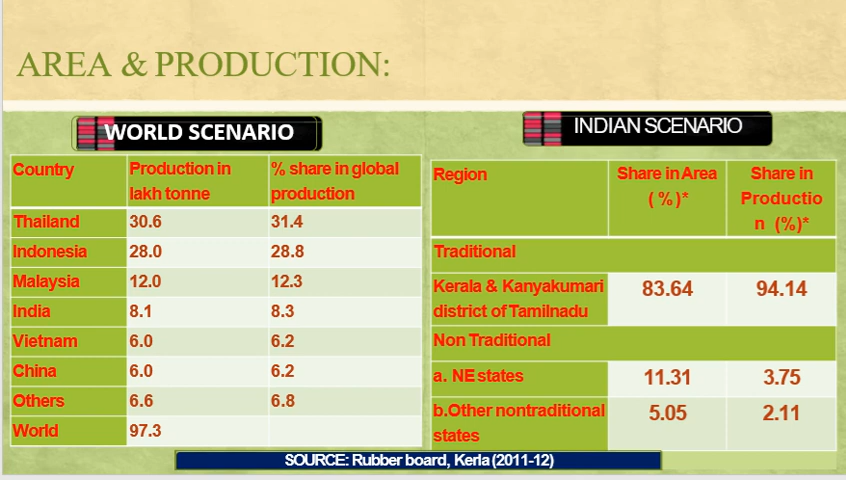 AREA & PRODUCTION:
WORLD SCENARIO
Country Production in lakh tonne % share in global production
Thailand 30.6 31.4
Indonesia 28.0 28.8
Malaysia 12.0 12.3
India 8.1 8.3
Vietnam 6.0 6.2
China 6.0 6.2
Others 6.6 6.8
World 97.3
INDIAN SCENARIO
Region Share in Area ( %)* Share in Productio n (%)*
Traditional
Kerala & Kanyakumari district of Tamilnadu 83.64 94.14
Non Traditional
a. NE states 11.31 3.75
b.Other nontraditional states 5.05 2.11
SOURCE: Rubber board, Kerla (2011-12)